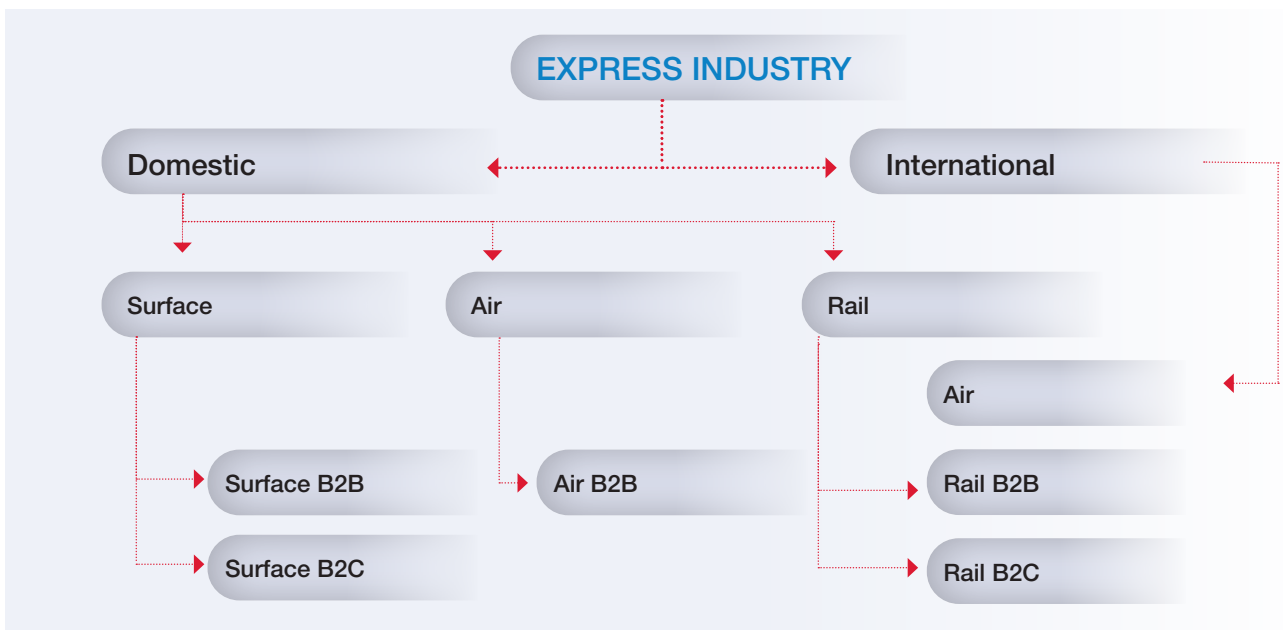 EXPRESS INDUSTRY
Domestic
International
Surface
Air
Rail
Air
Surface B2B
Air B2B
Rail B2B
Surface B2C
Rail B2C